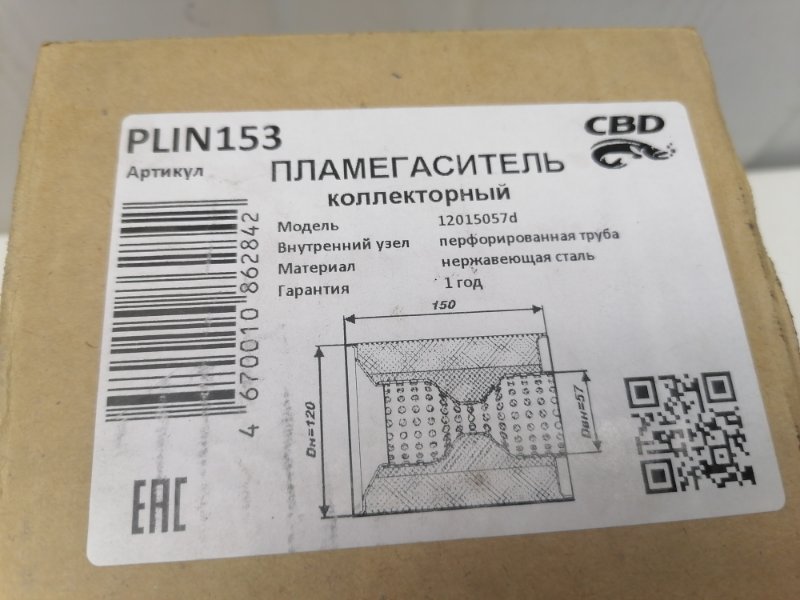 PLIN153
Артикул
CBD
ПЛАМЕГАСИТЕЛЬ
коллекторный
Модель 12015057d
Внутренний узел перфорированная труба
Материал нержавеющая сталь
Гарантия 1 год
4 670010 862842
150
Dн=120
Dвн=57
EAC